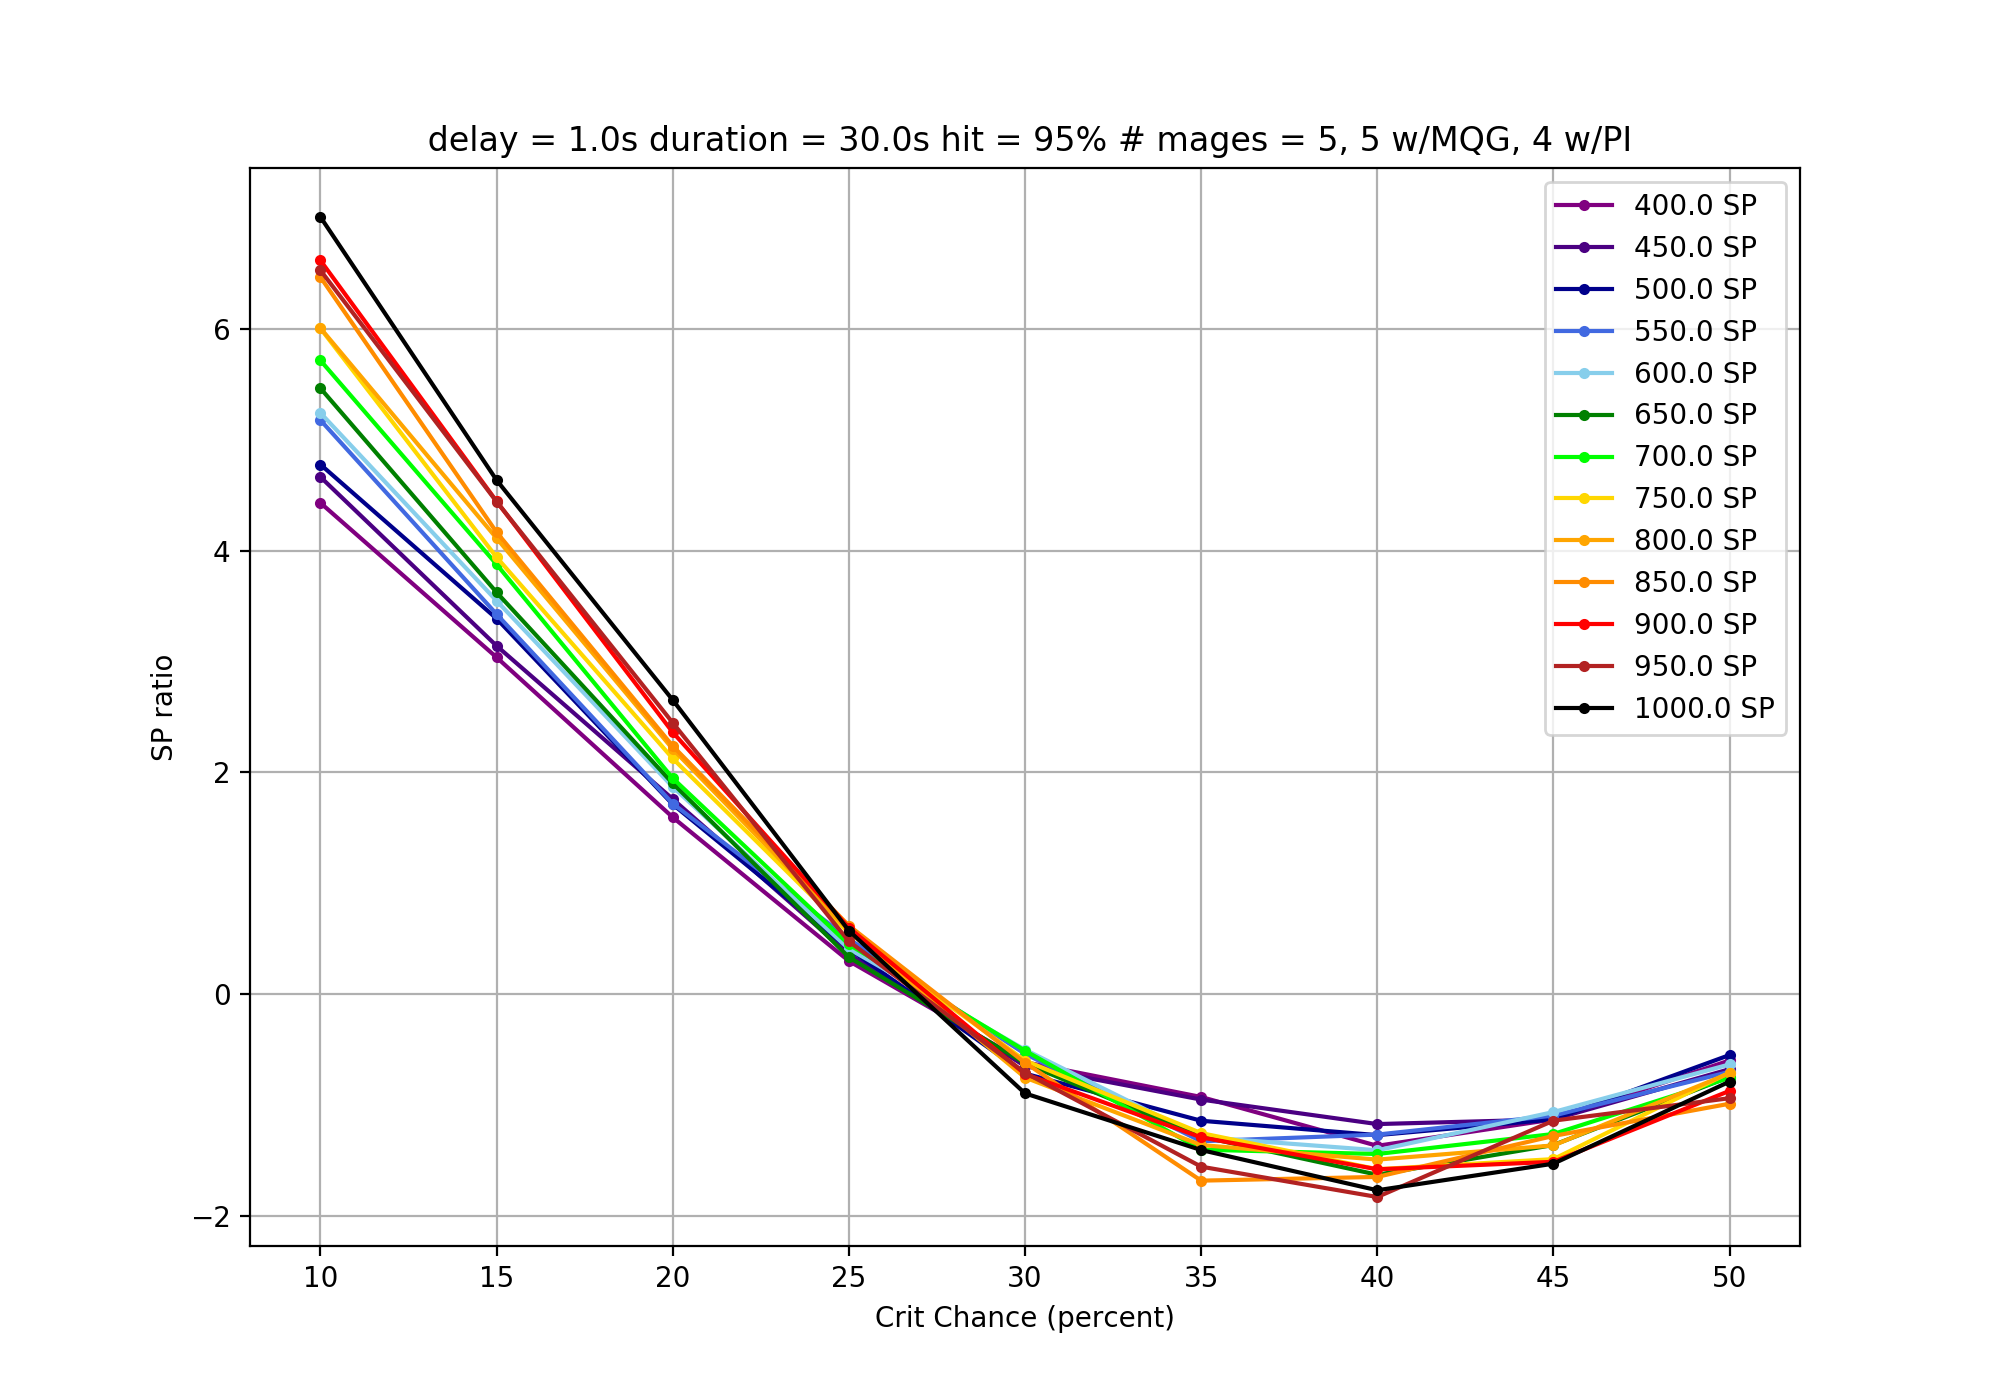 delay = 1.0s duration = 30.0s hit = 95% # mages = 5, 5 w/MQG, 4 w/PI
400.0 SP
450.0 SP
500.0 SP
550.0 SP
600.0 SP
650.0 SP
700.0 SP
750.0 SP
800.0 SP
850.0 SP
900.0 SP
950.0 SP
1000.0 SP
6
4
2
0
−2
SP ratio
10 15 20 25 30 35 40 45 50
Crit Chance (percent)